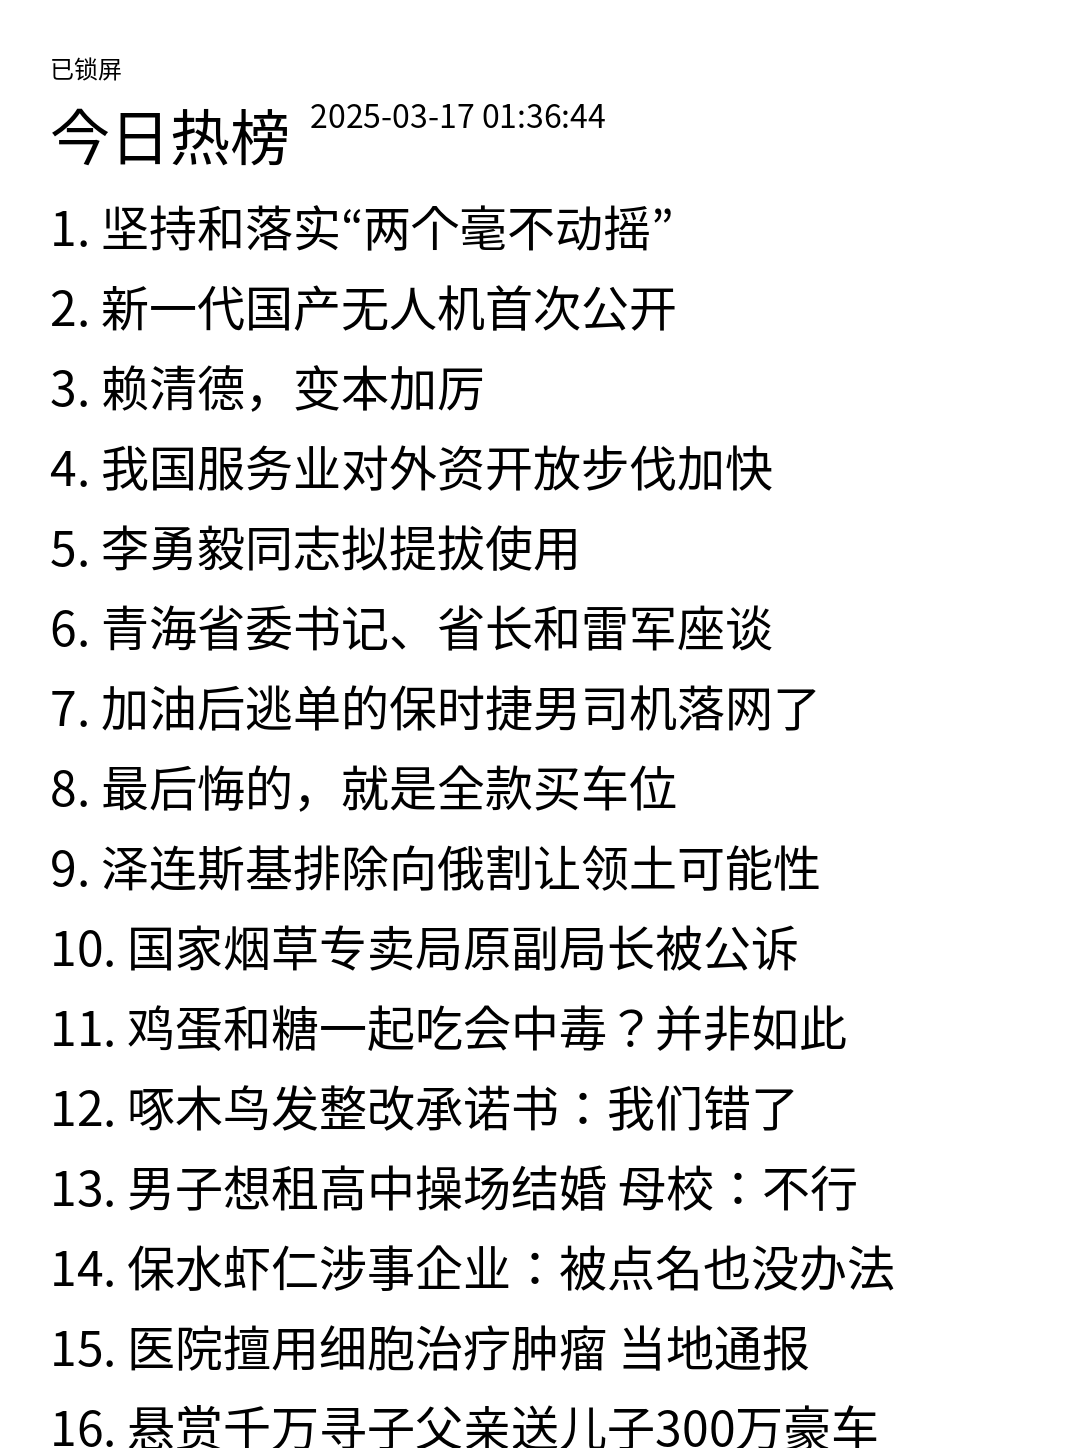 已锁屏
今日热榜 2025-03-17 01:36:44
1. 坚持和落实“两个毫不动摇”
2. 新一代国产无人机首次公开
3. 赖清德，变本加厉
4. 我国服务业对外资开放步伐加快
5. 李勇毅同志拟提拔使用
6. 青海省委书记、省长和雷军座谈
7. 加油后逃单的保时捷男司机落网了
8. 最后悔的，就是全款买车位
9. 泽连斯基排除向俄割让领土可能性
10. 国家烟草专卖局原副局长被公诉
11. 鸡蛋和糖一起吃会中毒？并非如此
12. 啄木鸟发整改承诺书：我们错了
13. 男子想租高中操场结婚 母校：不行
14. 保水虾仁涉事企业：被点名也没办法
15. 医院擅用细胞治疗肿瘤 当地通报
16. 悬赏千万寻子父亲送儿子300万豪车